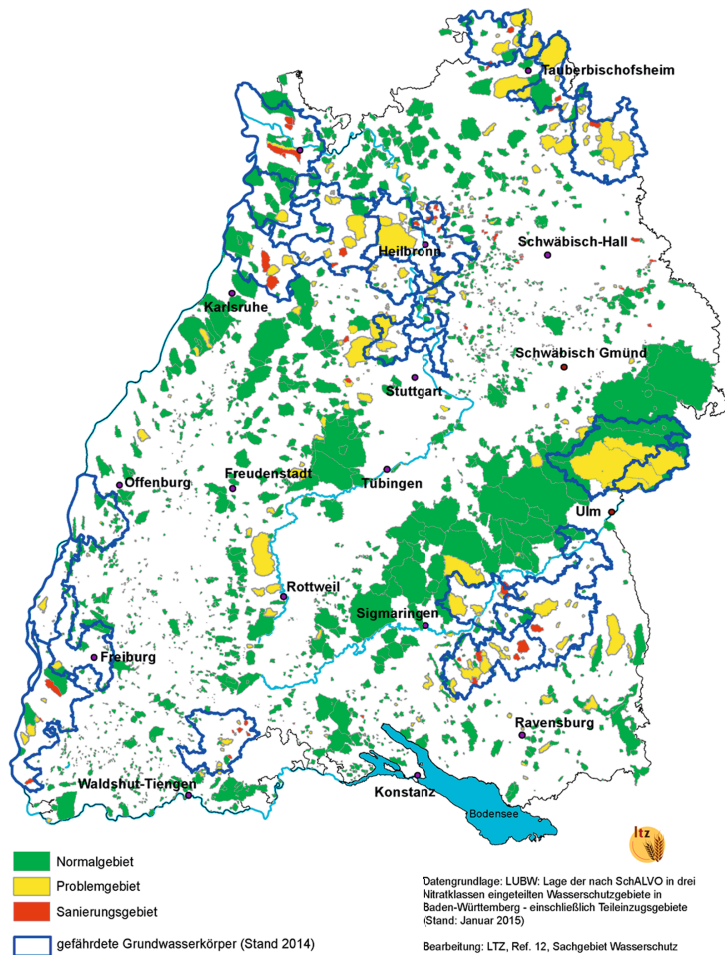 Tauberbischofsheim
Heilbronn
Schwäbisch-Hall
Karlsruhe
Schwäbisch Gmünd
Stuttgart
Offenburg
Freudenstadt
Tübingen
Ulm
Rottweil
Sigmaringen
Freiburg
Ravensburg
Waldshut-Tiengen
Konstanz
Bodensee
ltz
Normalgebiet
Problemgebiet
Sanierungsgebiet
gefährdete Grundwasserkörper (Stand 2014)
Datengrundlage: LUBW: Lage der nach SchALVO in drei
Nitratklassen eingeteilten Wasserschutzgebiete in
Baden-Württemberg - einschließlich Teileinzugsgebiete
(Stand: Januar 2015)
Bearbeitung: LTZ, Ref. 12, Sachgebiet Wasserschutz